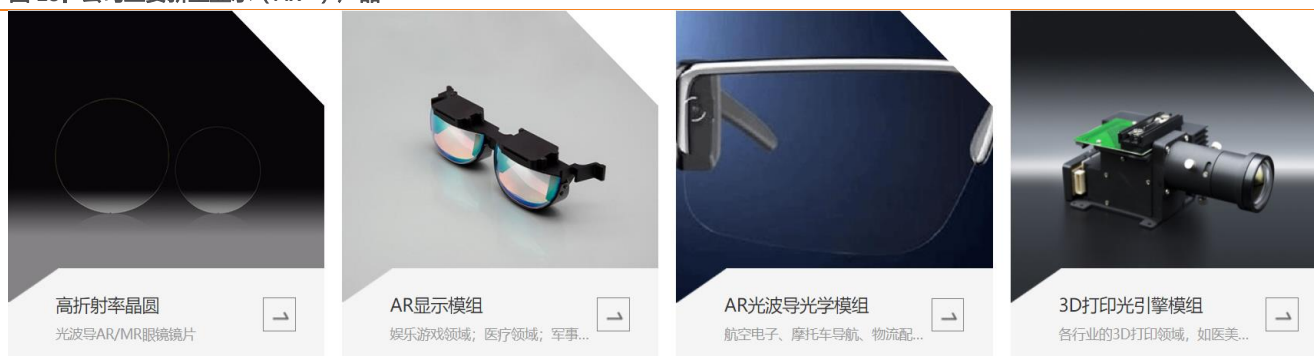 高折射率晶圆
光波导AR/MR眼镜镜片
AR显示模组
娱乐游戏领域；医疗领域；军事...
AR光波导光学模组
航空电子、摩托车导航、物流配...
3D打印光引擎模组
各行业的3D打印领域，如医美...